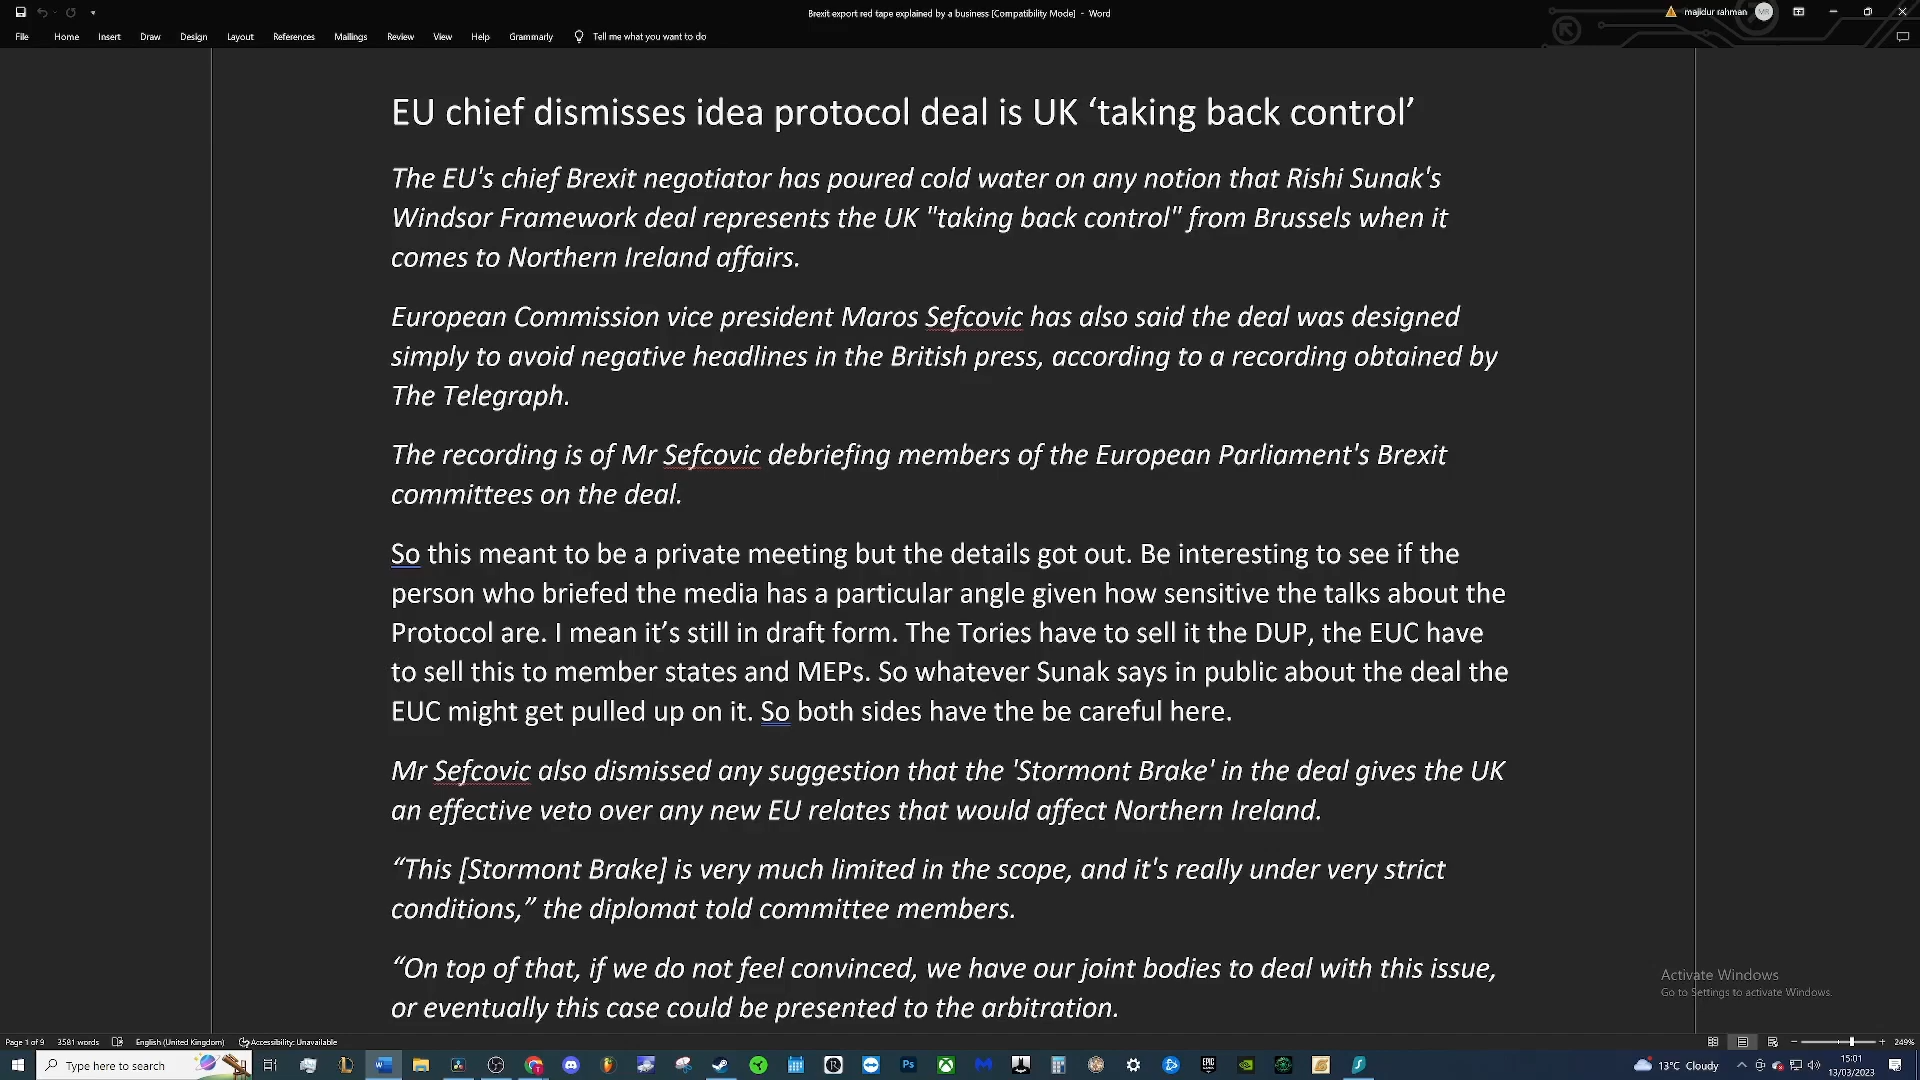 Brexit export red tape explained by a business [Compatibility Mode] - Word
majidur rahman
MR
File Home Insert Draw Design Layout References Mailings Review View Help Grammarly Tell me what you want to do
EU chief dismisses idea protocol deal is UK ‘taking back control’
The EU's chief Brexit negotiator has poured cold water on any notion that Rishi Sunak's
Windsor Framework deal represents the UK "taking back control" from Brussels when it
comes to Northern Ireland affairs.
European Commission vice president Maros Sefcovic has also said the deal was designed
simply to avoid negative headlines in the British press, according to a recording obtained by
The Telegraph.
The recording is of Mr Sefcovic debriefing members of the European Parliament's Brexit
committees on the deal.
So this meant to be a private meeting but the details got out. Be interesting to see if the
person who briefed the media has a particular angle given how sensitive the talks about the
Protocol are. I mean it’s still in draft form. The Tories have to sell it the DUP, the EUC have
to sell this to member states and MEPs. So whatever Sunak says in public about the deal the
EUC might get pulled up on it. So both sides have the be careful here.
Mr Sefcovic also dismissed any suggestion that the 'Stormont Brake' in the deal gives the UK
an effective veto over any new EU relates that would affect Northern Ireland.
“This [Stormont Brake] is very much limited in the scope, and it's really under very strict
conditions,” the diplomat told committee members.
“On top of that, if we do not feel convinced, we have our joint bodies to deal with this issue,
or eventually this case could be presented to the arbitration.
Activate Windows
Go to Settings to activate Windows.
Page 1 of 9 3581 words English (United Kingdom) Accessibility: Unavailable 249%
Type here to search
Ps
EPIC GAMES
13°C Cloudy
15:01
13/03/2023